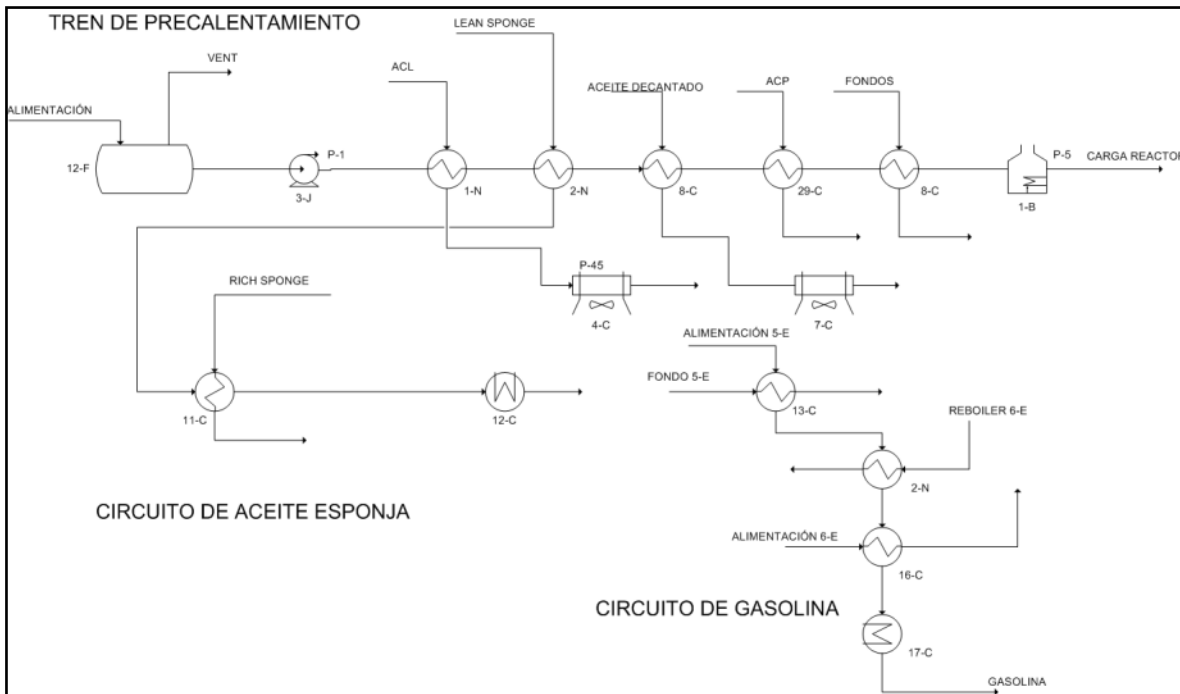 TREN DE PRECALENTAMIENTO
LEAN SPONGE
VENT
ACL
ACEITE DECANTADO
ACP
FONDOS
ALIMENTACIÓN
12-F
P-1
3-J
1-N
2-N
8-C
29-C
8-C
P-5
1-B
CARGA REACTOR
P-45
4-C
7-C
RICH SPONGE
11-C
12-C
ALIMENTACIÓN 5-E
FONDO 5-E
13-C
REBOILER 6-E
2-N
CIRCUITO DE ACEITE ESPONJA
ALIMENTACIÓN 6-E
16-C
CIRCUITO DE GASOLINA
17-C
GASOLINA